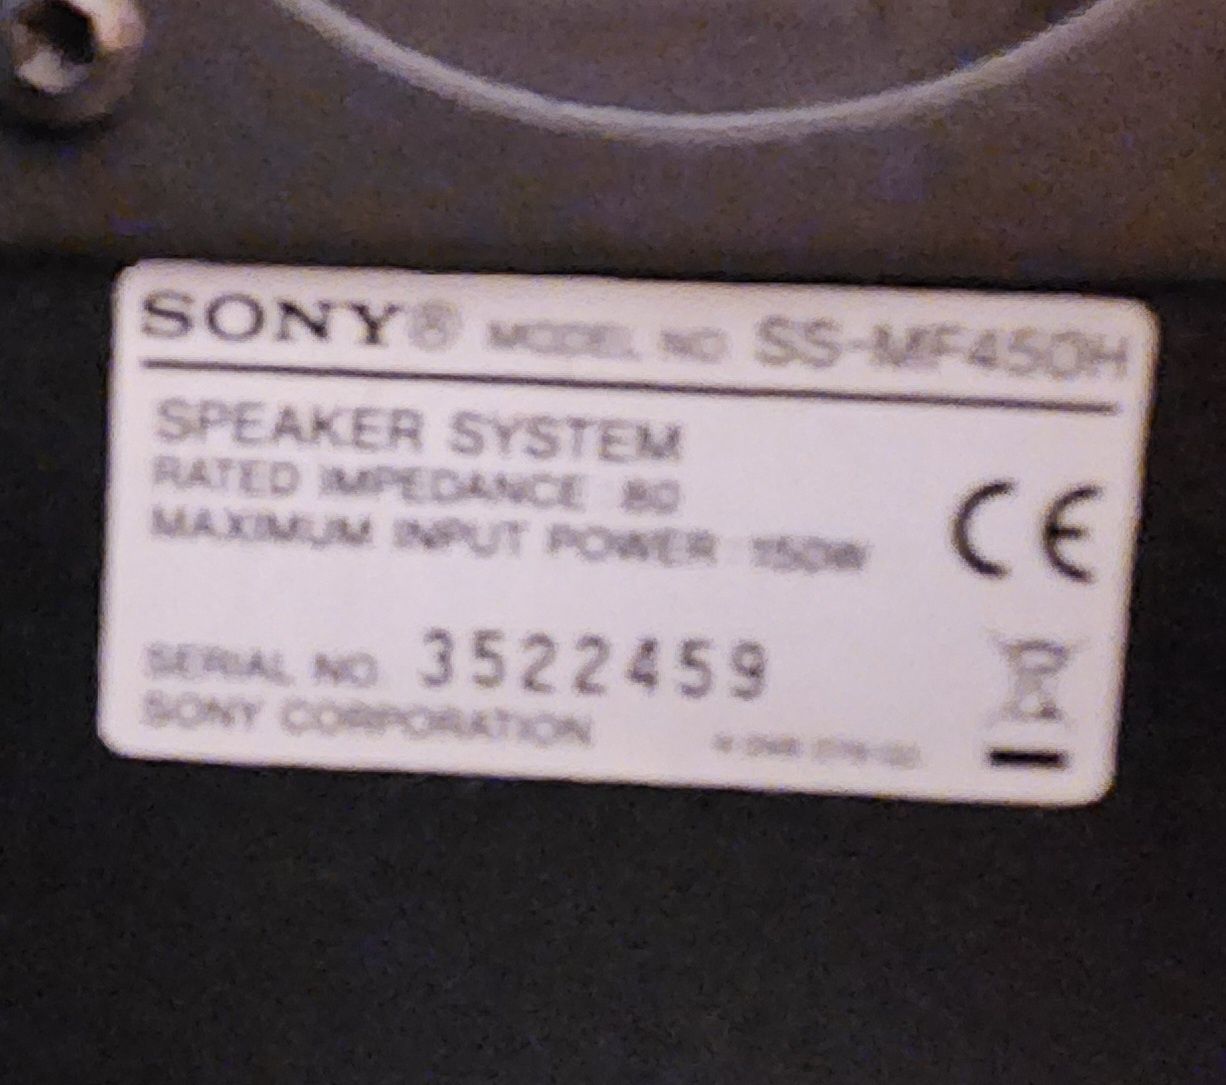 SONY® MODEL NO. SS-MF450H
SPEAKER SYSTEM
RATED IMPEDANCE 8Ω
MAXIMUM INPUT POWER 150W
SERIAL NO. 3522459
SONY CORPORATION
CE